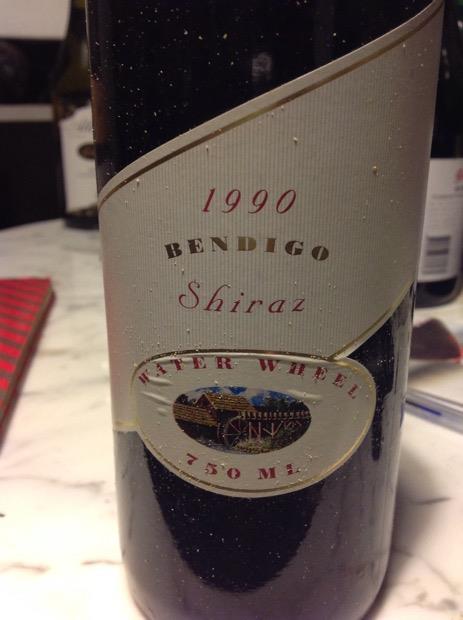 1990
BENDIGO
Shiraz
WATER WHEEL
750 ML